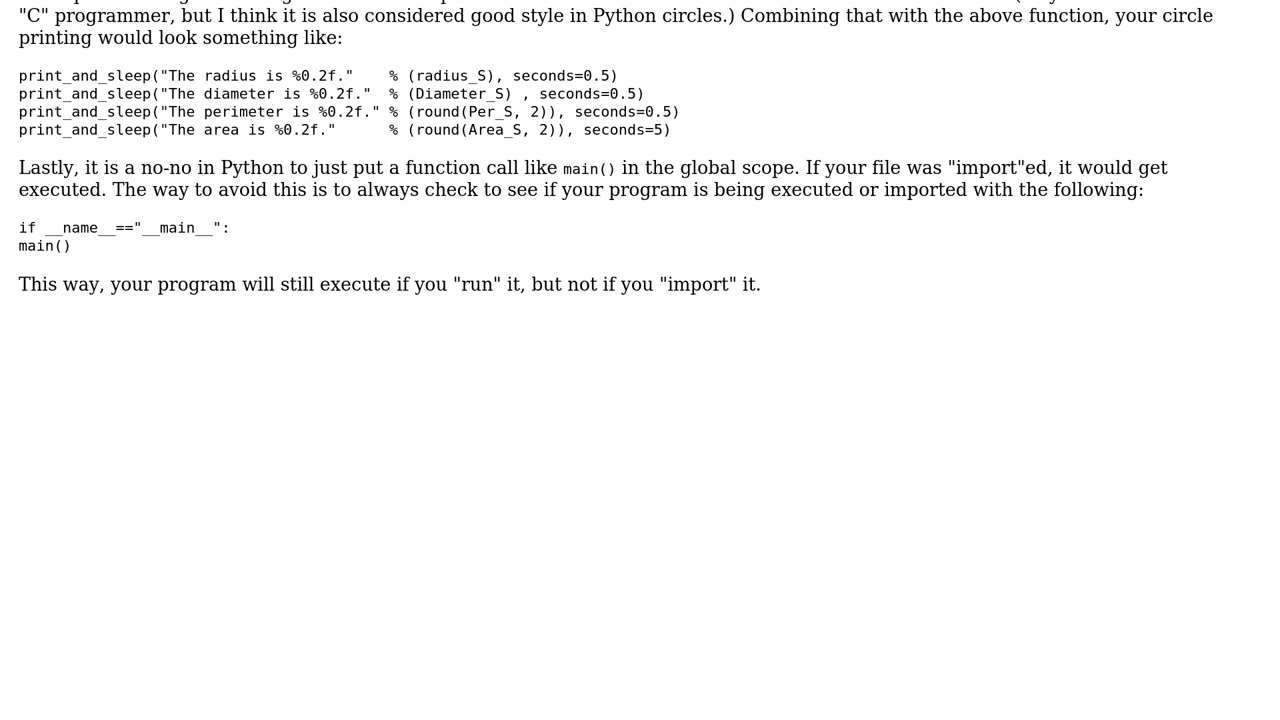 "C" programmer, but I think it is also considered good style in Python circles.) Combining that with the above function, your circle
printing would look something like:
print_and_sleep("The radius is %0.2f."    % (radius_S), seconds=0.5)
print_and_sleep("The diameter is %0.2f."  % (Diameter_S) , seconds=0.5)
print_and_sleep("The perimeter is %0.2f." % (round(Per_S, 2)), seconds=0.5)
print_and_sleep("The area is %0.2f."      % (round(Area_S, 2)), seconds=5)
Lastly, it is a no-no in Python to just put a function call like main() in the global scope. If your file was "import"ed, it would get
executed. The way to avoid this is to always check to see if your program is being executed or imported with the following:
if __name__=="__main__":
main()
This way, your program will still execute if you "run" it, but not if you "import" it.